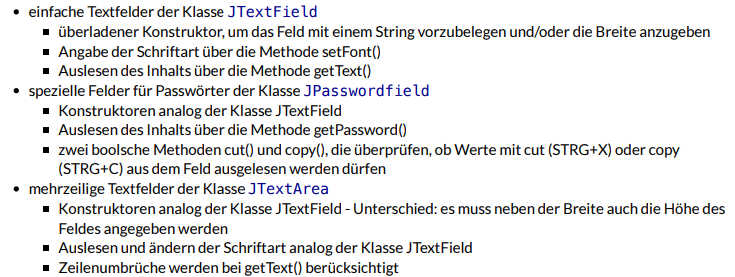 • einfache Textfelder der Klasse JTextField
▪ überladener Konstruktor, um das Feld mit einem String vorzubelegen und/oder die Breite anzugeben
▪ Angabe der Schriftart über die Methode setFont()
▪ Auslesen des Inhalts über die Methode getText()
• spezielle Felder für Passwörter der Klasse JPasswordfield
▪ Konstruktoren analog der Klasse JTextField
▪ Auslesen des Inhalts über die Methode getPassword()
▪ zwei boolsche Methoden cut() und copy(), die überprüfen, ob Werte mit cut (STRG+X) oder copy
(STRG+C) aus dem Feld ausgelesen werden dürfen
• mehrzeilige Textfelder der Klasse JTextArea
▪ Konstruktoren analog der Klasse JTextField - Unterschied: es muss neben der Breite auch die Höhe des
Feldes angegeben werden
▪ Auslesen und ändern der Schriftart analog der Klasse JTextField
▪ Zeilenumbrüche werden bei getText() berücksichtigt